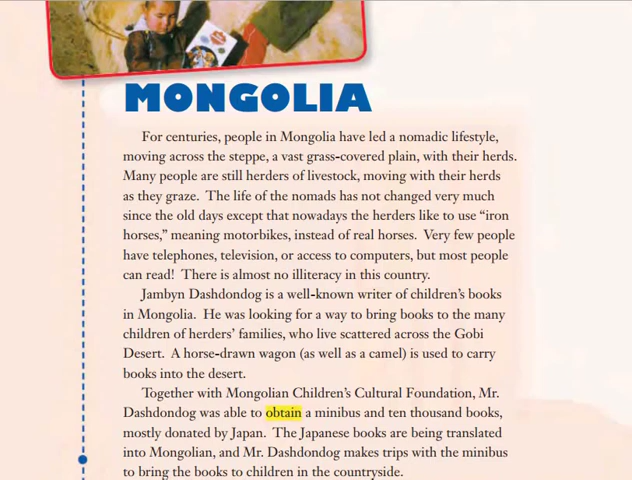 MONGOLIA
For centuries, people in Mongolia have led a nomadic lifestyle,
moving across the steppe, a vast grass-covered plain, with their herds.
Many people are still herders of livestock, moving with their herds
as they graze. The life of the nomads has not changed very much
since the old days except that nowadays the herders like to use “iron
horses,” meaning motorbikes, instead of real horses. Very few people
have telephones, television, or access to computers, but most people
can read! There is almost no illiteracy in this country.
Jambyn Dashdondog is a well-known writer of children’s books
in Mongolia. He was looking for a way to bring books to the many
children of herders’ families, who live scattered across the Gobi
Desert. A horse-drawn wagon (as well as a camel) is used to carry
books into the desert.
Together with Mongolian Children’s Cultural Foundation, Mr.
Dashdondog was able to obtain a minibus and ten thousand books,
mostly donated by Japan. The Japanese books are being translated
into Mongolian, and Mr. Dashdondog makes trips with the minibus
to bring the books to children in the countryside.